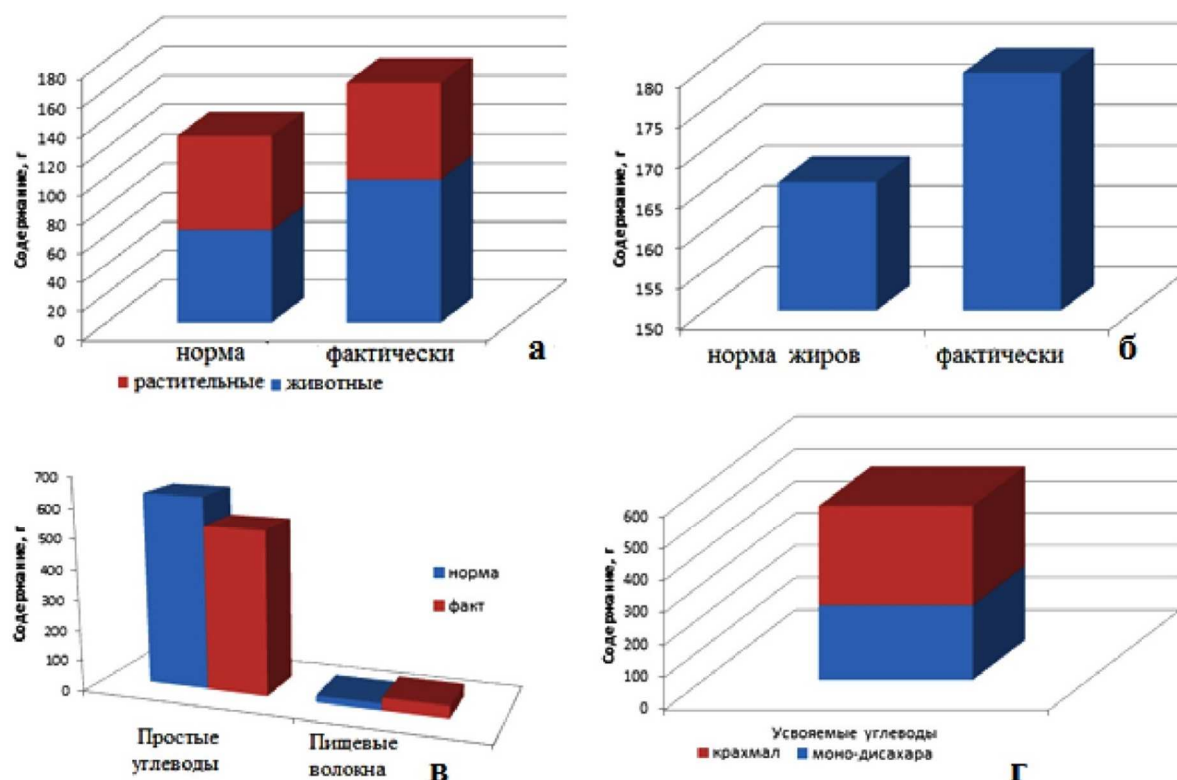 Содержание, г
180
160
140
120
100
80
60
40
20
0
норма фактически а
растительные животные
Содержание, г
180
175
170
165
160
155
150
норма жиров фактически б
Содержание, г
700
600
500
400
300
200
100
0
норма
факт
Простые
углеводы
Пищевые
волокна
в
Содержание, г
600
500
400
300
200
100
0
Усвояемые углеводы
крахмал моно-дисахара
г